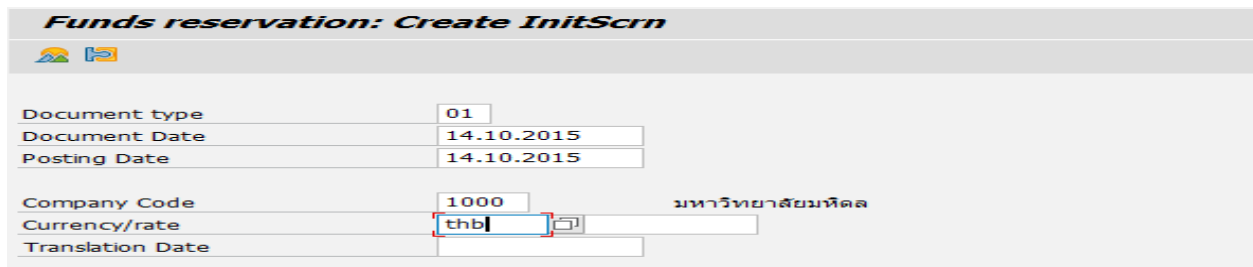 Funds reservation: Create InitScrn
Document type 01
Document Date 14.10.2015
Posting Date 14.10.2015
Company Code 1000 มหาวิทยาลัยมหิดล
Currency/rate thb
Translation Date